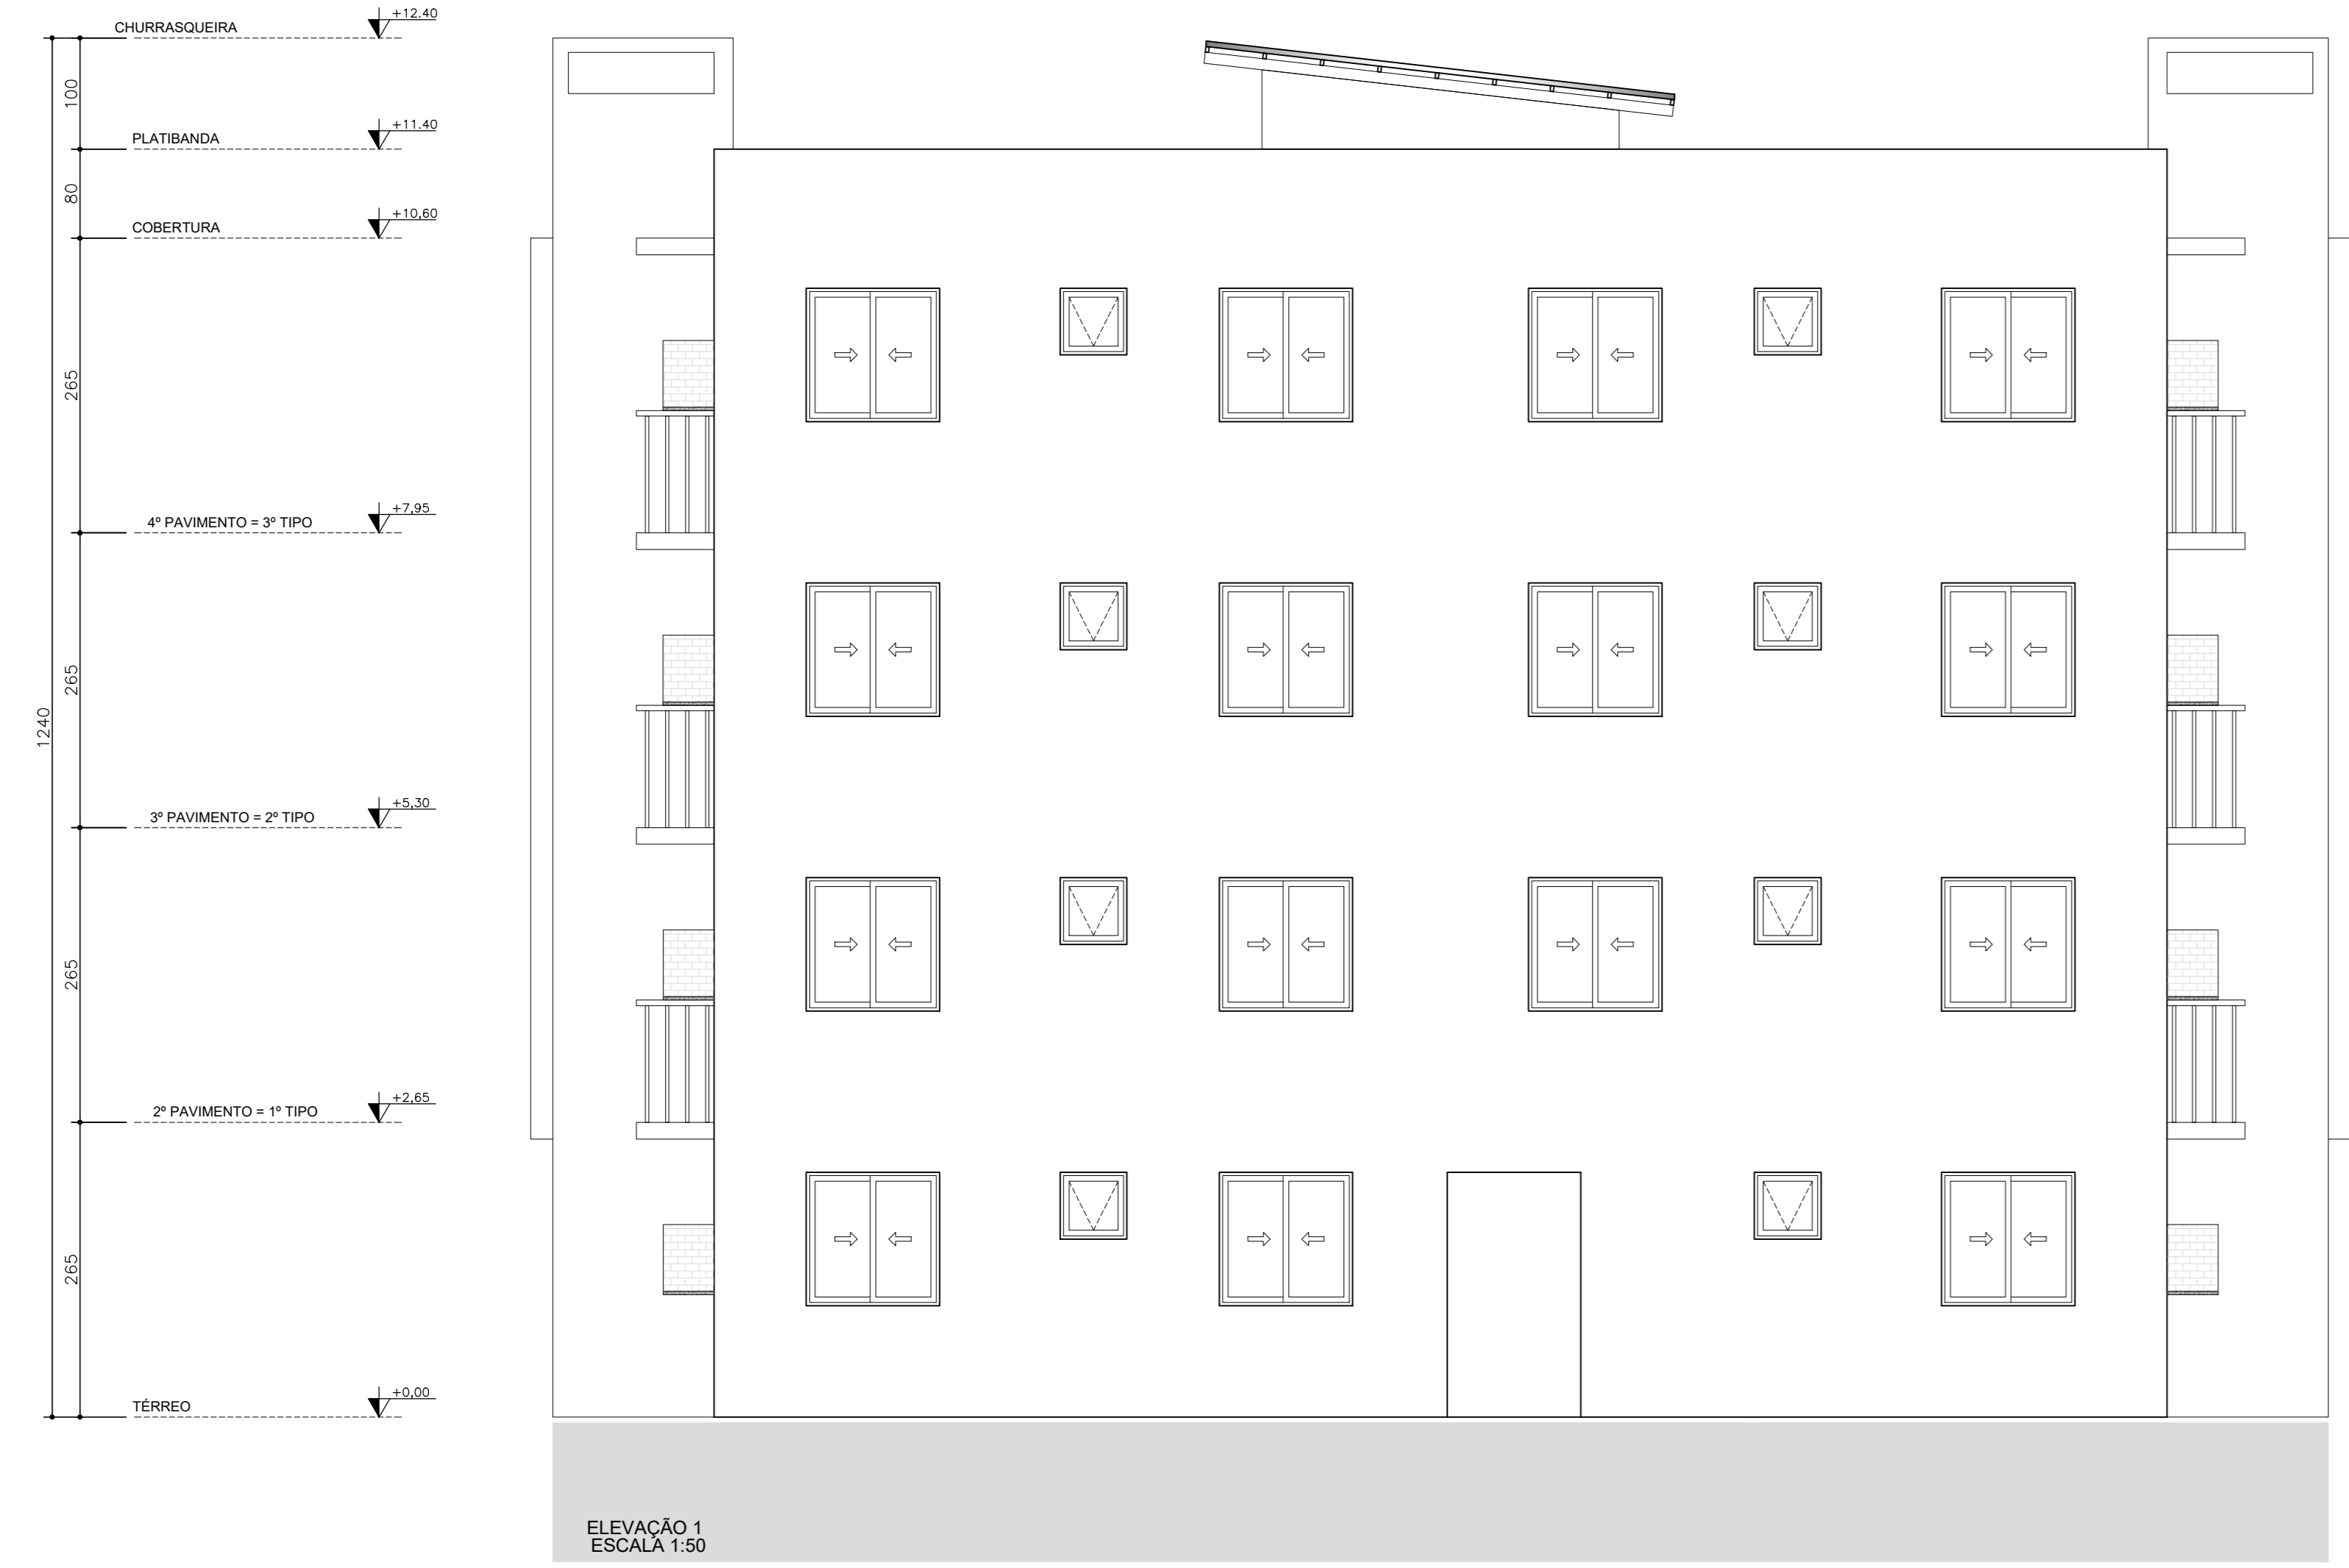 CHURRASQUEIRA
+12.40
100
PLATIBANDA
+11.40
80
COBERTURA
+10,60
265
4º PAVIMENTO = 3º TIPO
+7,95
265
1240
3º PAVIMENTO = 2º TIPO
+5,30
265
2º PAVIMENTO = 1º TIPO
+2,65
265
TÉRREO
+0,00
ELEVAÇÃO 1
ESCALA 1:50